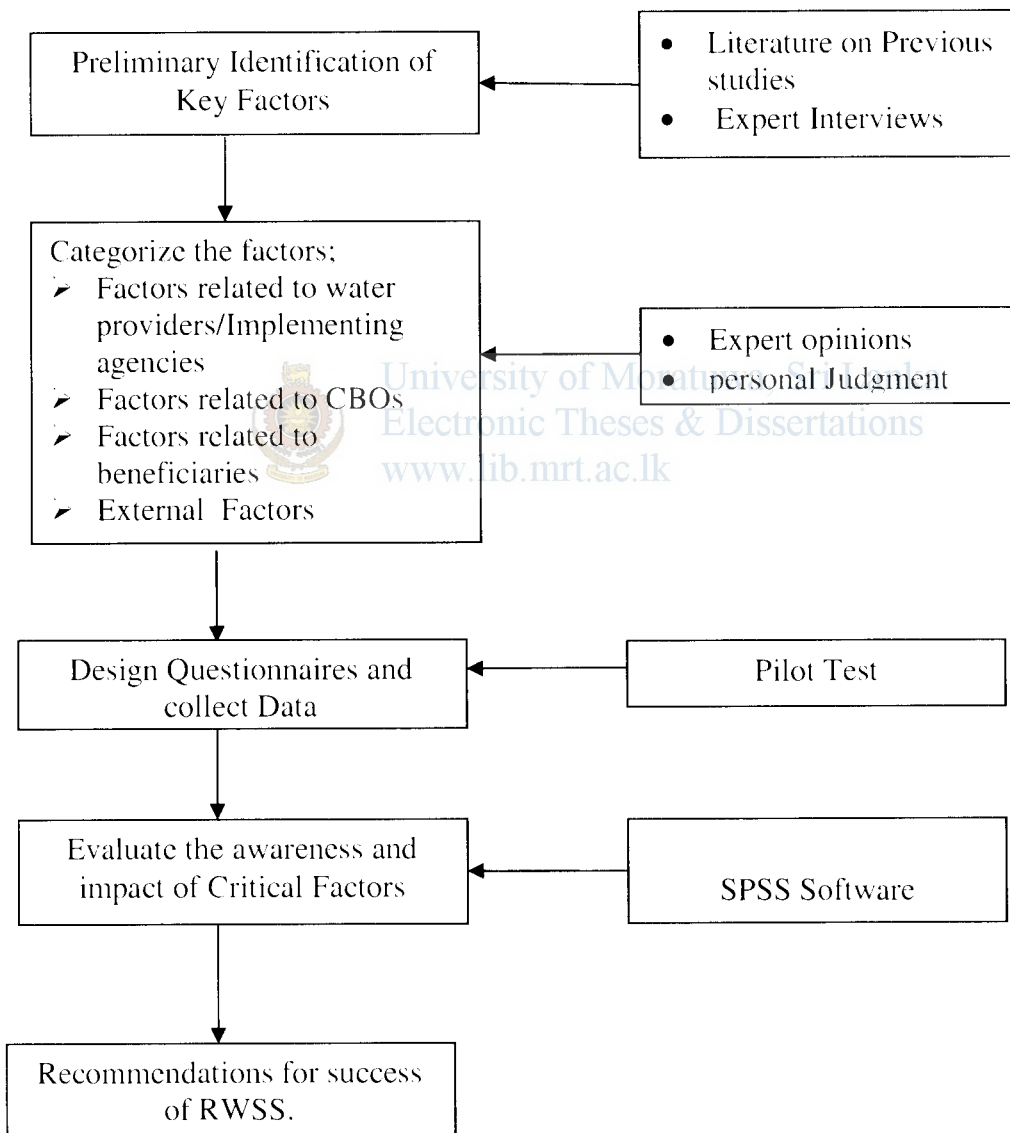 Preliminary Identification of
Key Factors
• Literature on Previous
studies
• Expert Interviews
Categorize the factors;
➢ Factors related to water
providers/Implementing
agencies
➢ Factors related to CBOs
➢ Factors related to
beneficiaries
➢ External Factors
• Expert opinions
• personal Judgment
University of Moratuwa, Sri Lanka
Electronic Theses & Dissertations
www.lib.mrt.ac.lk
Design Questionnaires and
collect Data
Pilot Test
Evaluate the awareness and
impact of Critical Factors
SPSS Software
Recommendations for success
of RWSS.